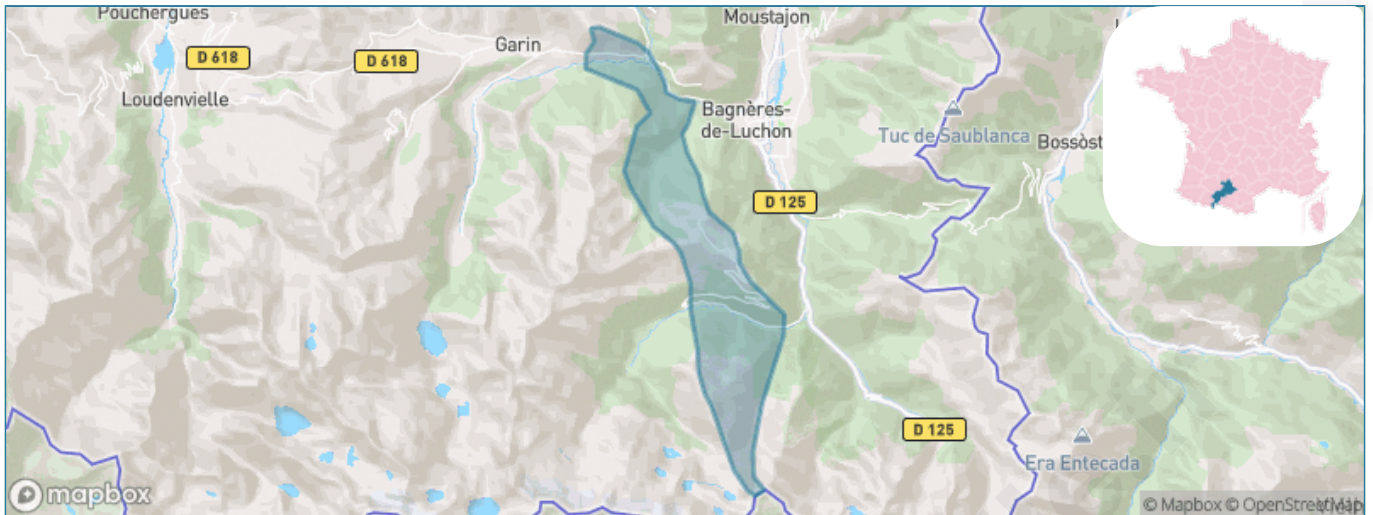 Pouchergues
Moustajon
D 618
D 618
Garin
Loudenvielle
Bagnères-
de-Luchon
Tuc de Saublanca
Bossòst
D 125
D 125
Era Entecada
mapbox
© Mapbox © OpenStreetMap